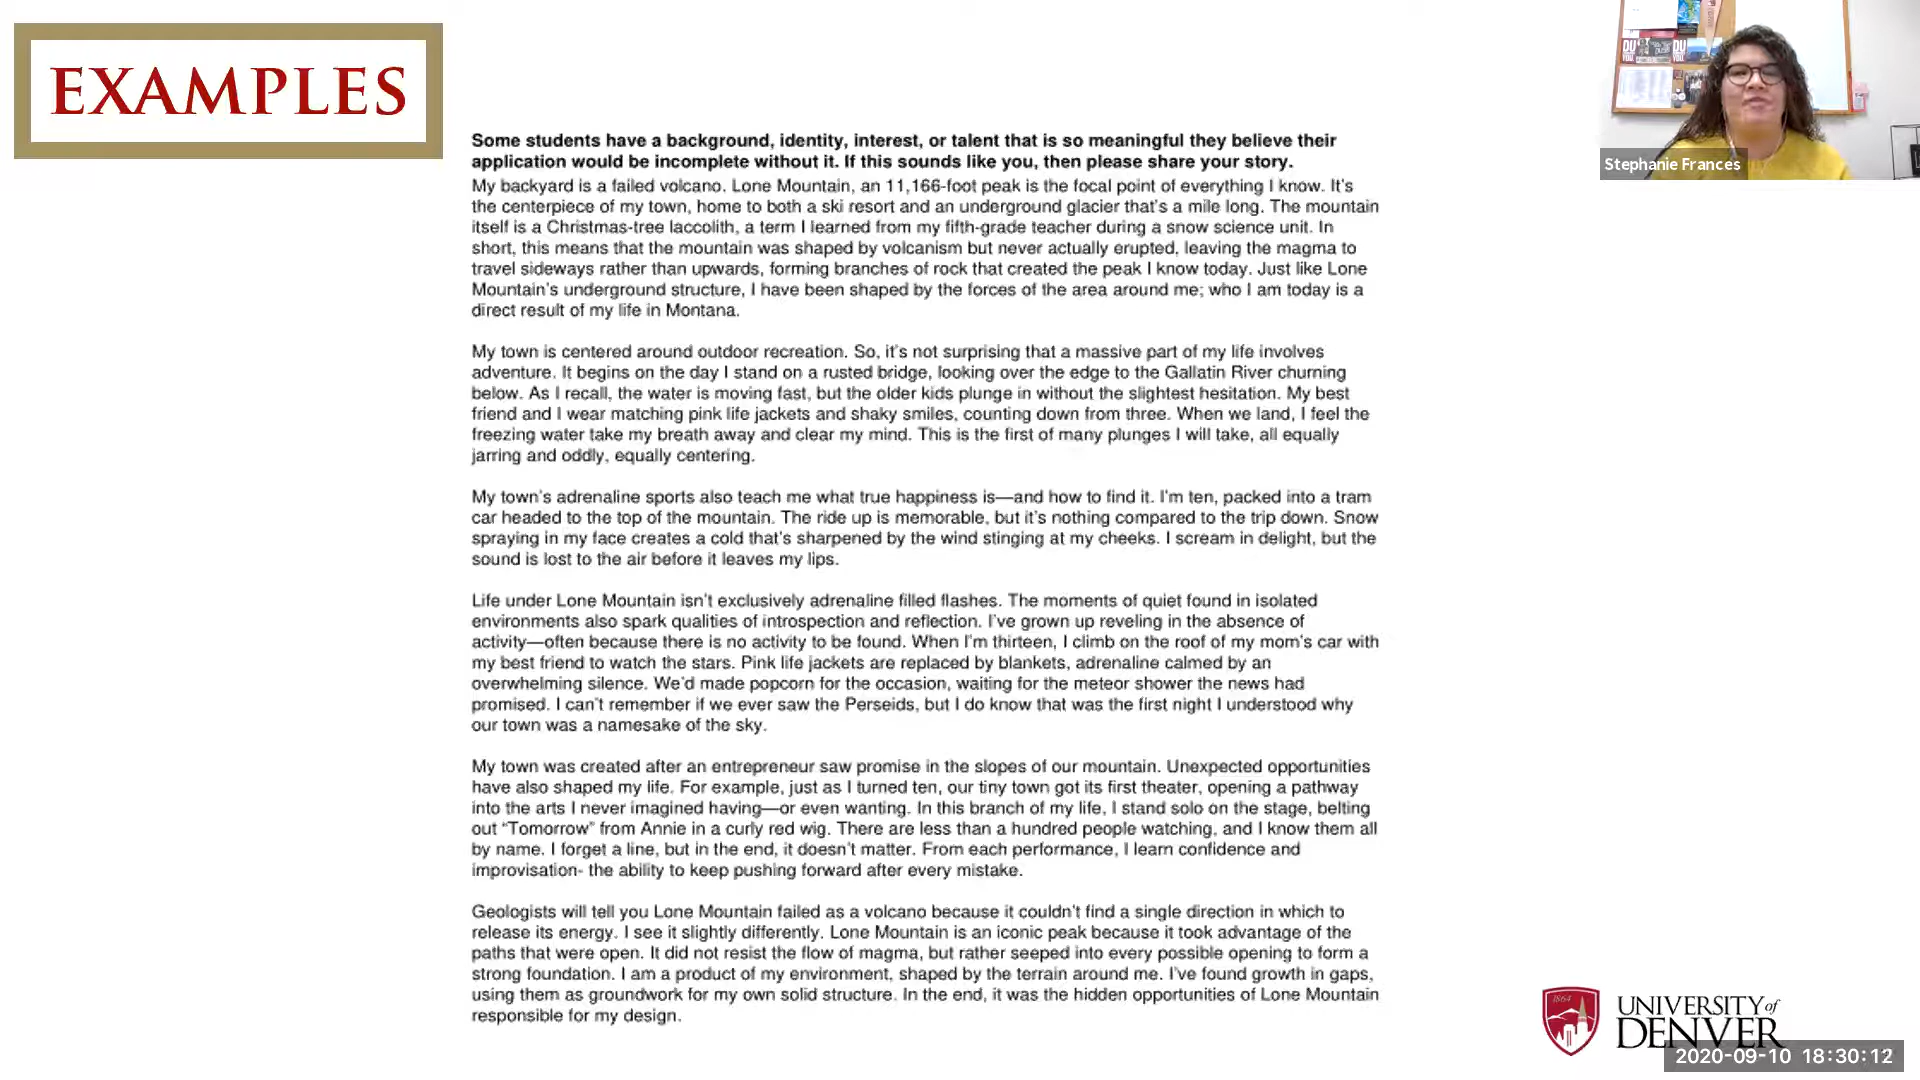 EXAMPLES
Some students have a background, identity, interest, or talent that is so meaningful they believe their
application would be incomplete without it. If this sounds like you, then please share your story.
My backyard is a failed volcano. Lone Mountain, an 11,166-foot peak is the focal point of everything I know. It's
the centerpiece of my town, home to both a ski resort and an underground glacier that's a mile long. The mountain
itself is a Christmas-tree laccolith, a term I learned from my fifth-grade teacher during a snow science unit. In
short, this means that the mountain was shaped by volcanism but never actually erupted, leaving the magma to
travel sideways rather than upwards, forming branches of rock that created the peak I know today. Just like Lone
Mountain's underground structure, I have been shaped by the forces of the area around me; who I am today is a
direct result of my life in Montana.
My town is centered around outdoor recreation. So, it's not surprising that a massive part of my life involves
adventure. It begins on the day I stand on a rusted bridge, looking over the edge to the Gallatin River churning
below. As I recall, the water is moving fast, but the older kids plunge in without the slightest hesitation. My best
friend and I wear matching pink life jackets and shaky smiles, counting down from three. When we land, I feel the
freezing water take my breath away and clear my mind. This is the first of many plunges I will take, all equally
jarring and oddly, equally centering.
My town's adrenaline sports also teach me what true happiness is—and how to find it. I'm ten, packed into a tram
car headed to the top of the mountain. The ride up is memorable, but it's nothing compared to the trip down. Snow
spraying in my face creates a cold that's sharpened by the wind stinging at my cheeks. I scream in delight, but the
sound is lost to the air before it leaves my lips.
Life under Lone Mountain isn't exclusively adrenaline filled flashes. The moments of quiet found in isolated
environments also spark qualities of introspection and reflection. I've grown up reveling in the absence of
activity—often because there is no activity to be found. When I'm thirteen, I climb on the roof of my mom's car with
my best friend to watch the stars. Pink life jackets are replaced by blankets, adrenaline calmed by an
overwhelming silence. We'd made popcorn for the occasion, waiting for the meteor shower the news had
promised. I can't remember if we ever saw the Perseids, but I do know that was the first night I understood why
our town was a namesake of the sky.
My town was created after an entrepreneur saw promise in the slopes of our mountain. Unexpected opportunities
have also shaped my life. For example, just as I turned ten, our tiny town got its first theater, opening a pathway
into the arts I never imagined having—or even wanting. In this branch of my life, I stand solo on the stage, belting
out "Tomorrow" from Annie in a curly red wig. There are less than a hundred people watching, and I know them all
by name. I forget a line, but in the end, it doesn't matter. From each performance, I learn confidence and
improvisation- the ability to keep pushing forward after every mistake.
Geologists will tell you Lone Mountain failed as a volcano because it couldn't find a single direction in which to
release its energy. I see it slightly differently. Lone Mountain is an iconic peak because it took advantage of the
paths that were open. It did not resist the flow of magma, but rather seeped into every possible opening to form a
strong foundation. I am a product of my environment, shaped by the terrain around me. I've found growth in gaps,
using them as groundwork for my own solid structure. In the end, it was the hidden opportunities of Lone Mountain
responsible for my design.
DU
DU
Stephanie Frances
1864
UNIVERSITY of
DENVER
2020-09-10 18:30:12